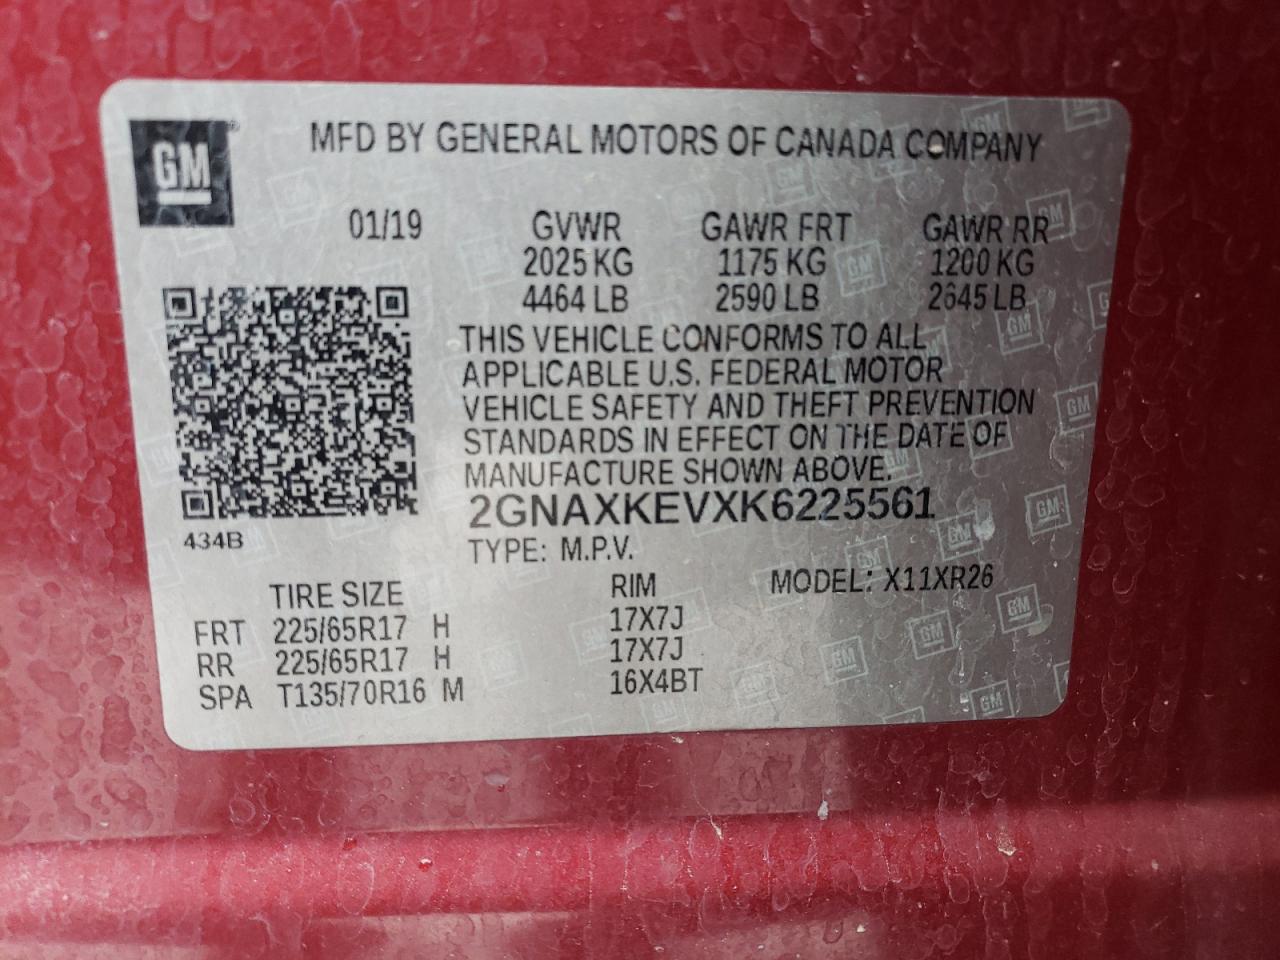 GM
MFD BY GENERAL MOTORS OF CANADA COMPANY
01/19 GVWR GAWR FRT GAWR RR
2025 KG 1175 KG 1200 KG
4464 LB 2590 LB 2645 LB
THIS VEHICLE CONFORMS TO ALL
APPLICABLE U.S. FEDERAL MOTOR
VEHICLE SAFETY AND THEFT PREVENTION
STANDARDS IN EFFECT ON THE DATE OF
MANUFACTURE SHOWN ABOVE.
2GNAXKEVXK6225561
434B
TYPE: M.P.V.
TIRE SIZE RIM MODEL: X11XR26
FRT 225/65R17 H 17X7J
RR 225/65R17 H 17X7J
SPA T135/70R16 M 16X4BT